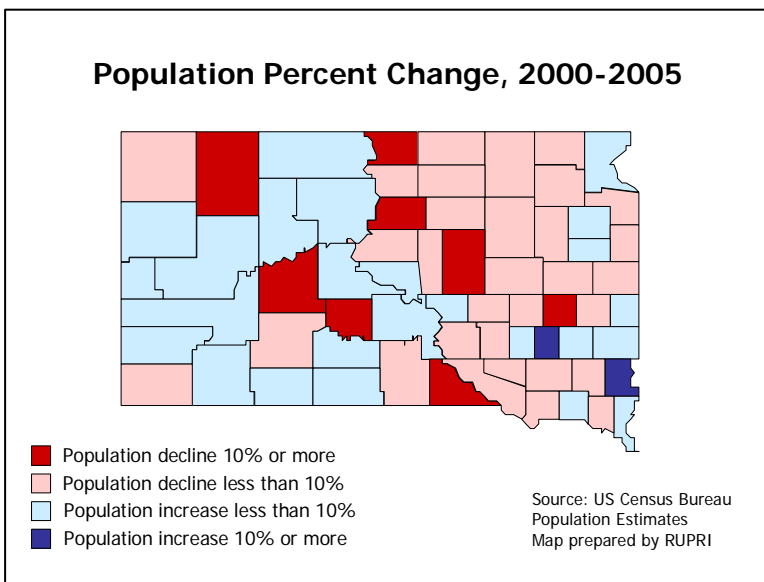 Population Percent Change, 2000-2005
Population decline 10% or more
Population decline less than 10%
Population increase less than 10%
Population increase 10% or more
Source: US Census Bureau
Population Estimates
Map prepared by RUPRI